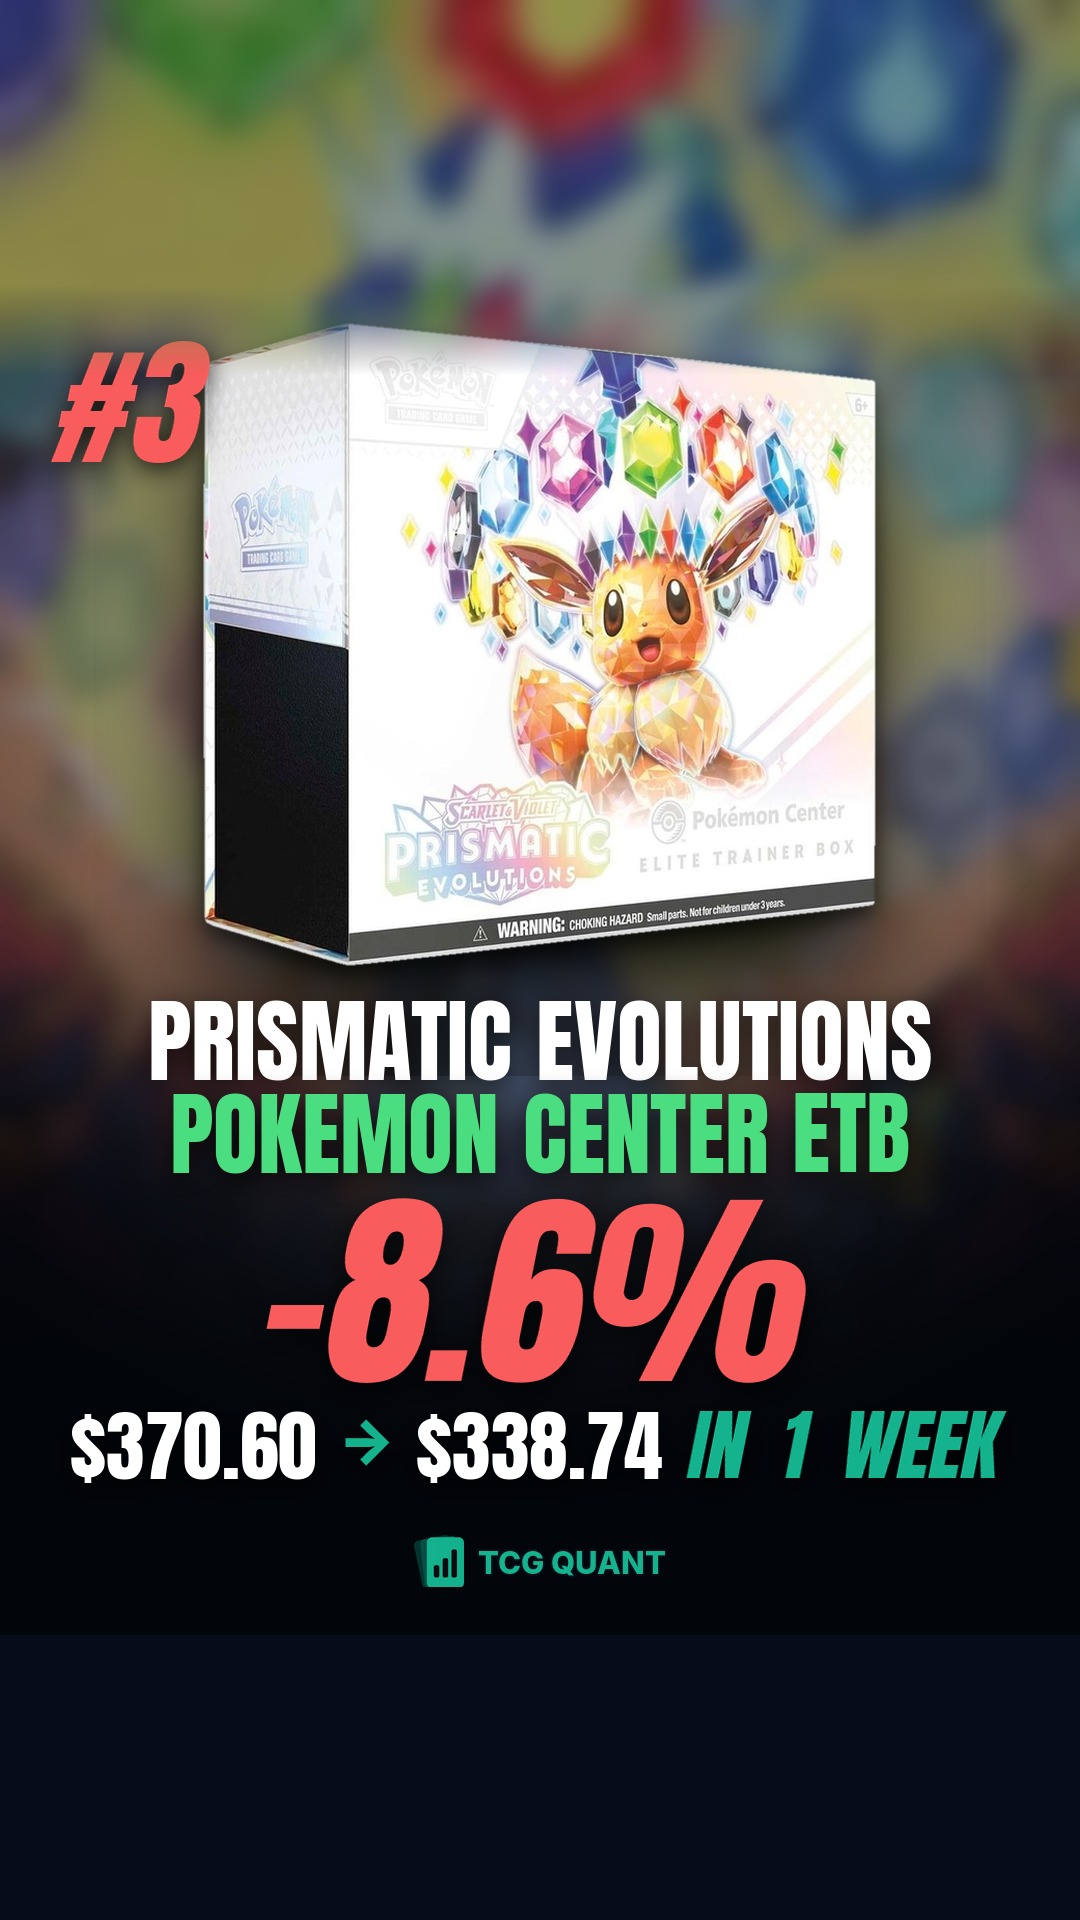 #3
Pokémon
TRADING CARD GAME
6+
Pokémon
TRADING CARD GAME
SCARLET & VIOLET
PRISMATIC
EVOLUTIONS
Pokémon Center
ELITE TRAINER BOX
WARNING: CHOKING HAZARD Small parts. Not for children under 3 years.
PRISMATIC EVOLUTIONS
POKEMON CENTER ETB
-8.6%
$370.60 → $338.74 IN 1 WEEK
TCG QUANT